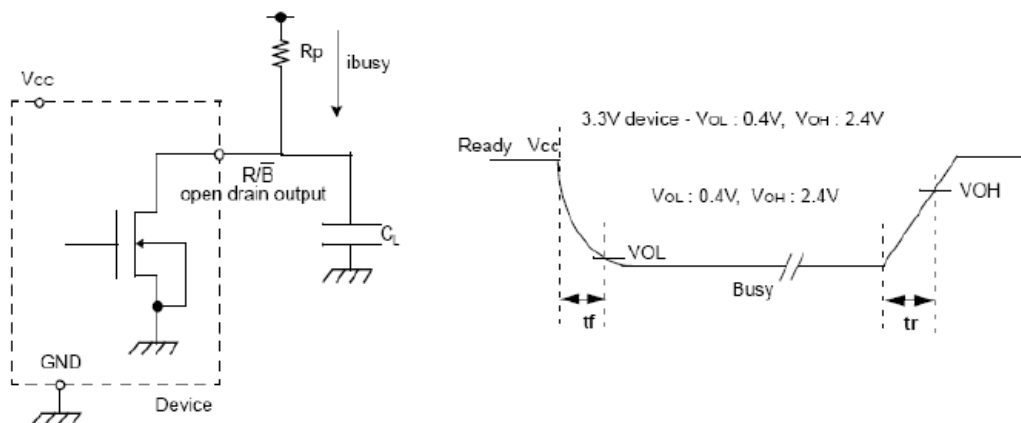 Rp
ibusy
Vcc
R/B̅
open drain output
CL
GND
Device
3.3V device - VOL : 0.4V, VOH : 2.4V
Ready Vcc
VOL : 0.4V, VOH : 2.4V
VOH
VOL
Busy
tf
tr